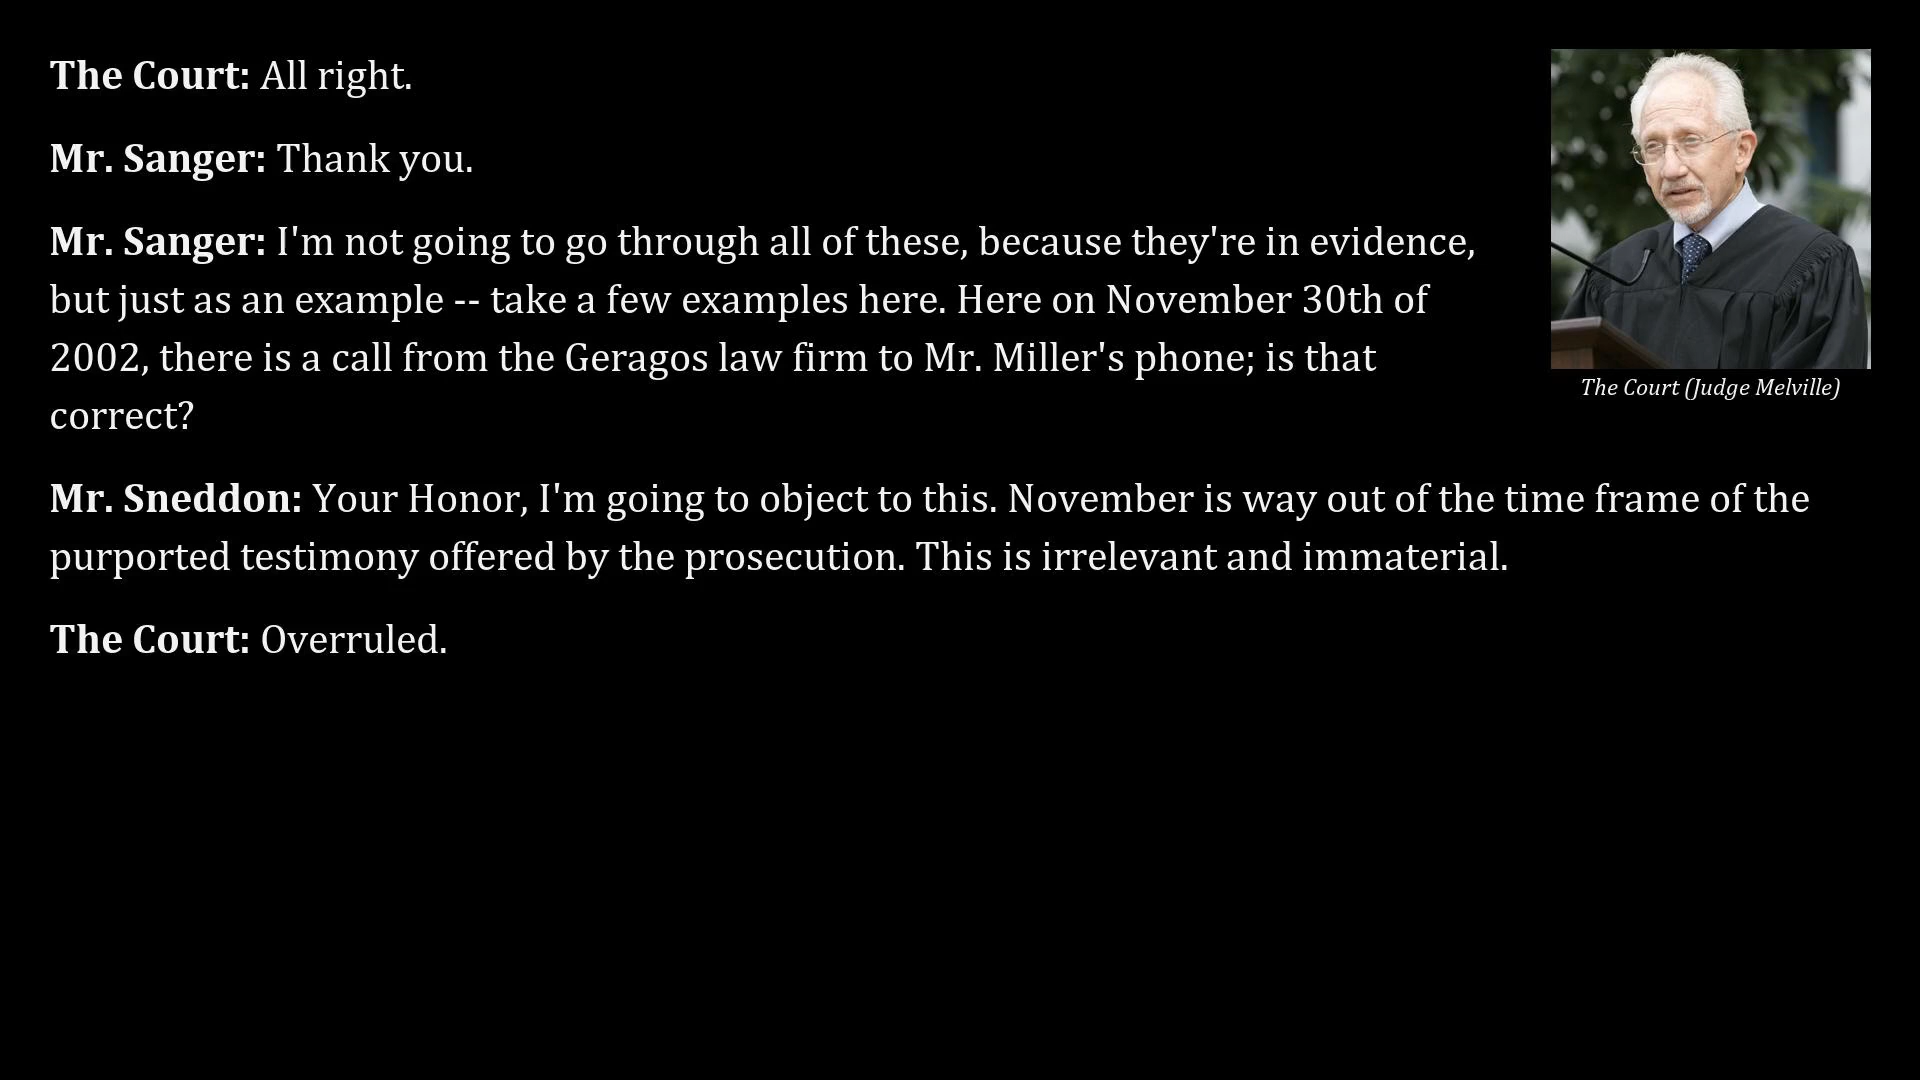 The Court: All right.
Mr. Sanger: Thank you.
Mr. Sanger: I'm not going to go through all of these, because they're in evidence,
but just as an example -- take a few examples here. Here on November 30th of
2002, there is a call from the Geragos law firm to Mr. Miller's phone; is that
correct?
The Court (Judge Melville)
Mr. Sneddon: Your Honor, I'm going to object to this. November is way out of the time frame of the
purported testimony offered by the prosecution. This is irrelevant and immaterial.
The Court: Overruled.